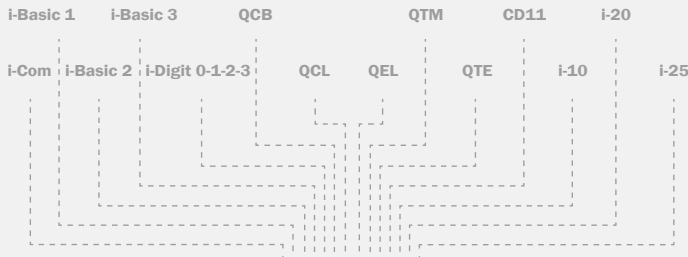 i-Basic 1 i-Basic 3 QCB QTM CD11 i-20
i-Com i-Basic 2 i-Digit 0-1-2-3 QCL QEL QTE i-10 i-25